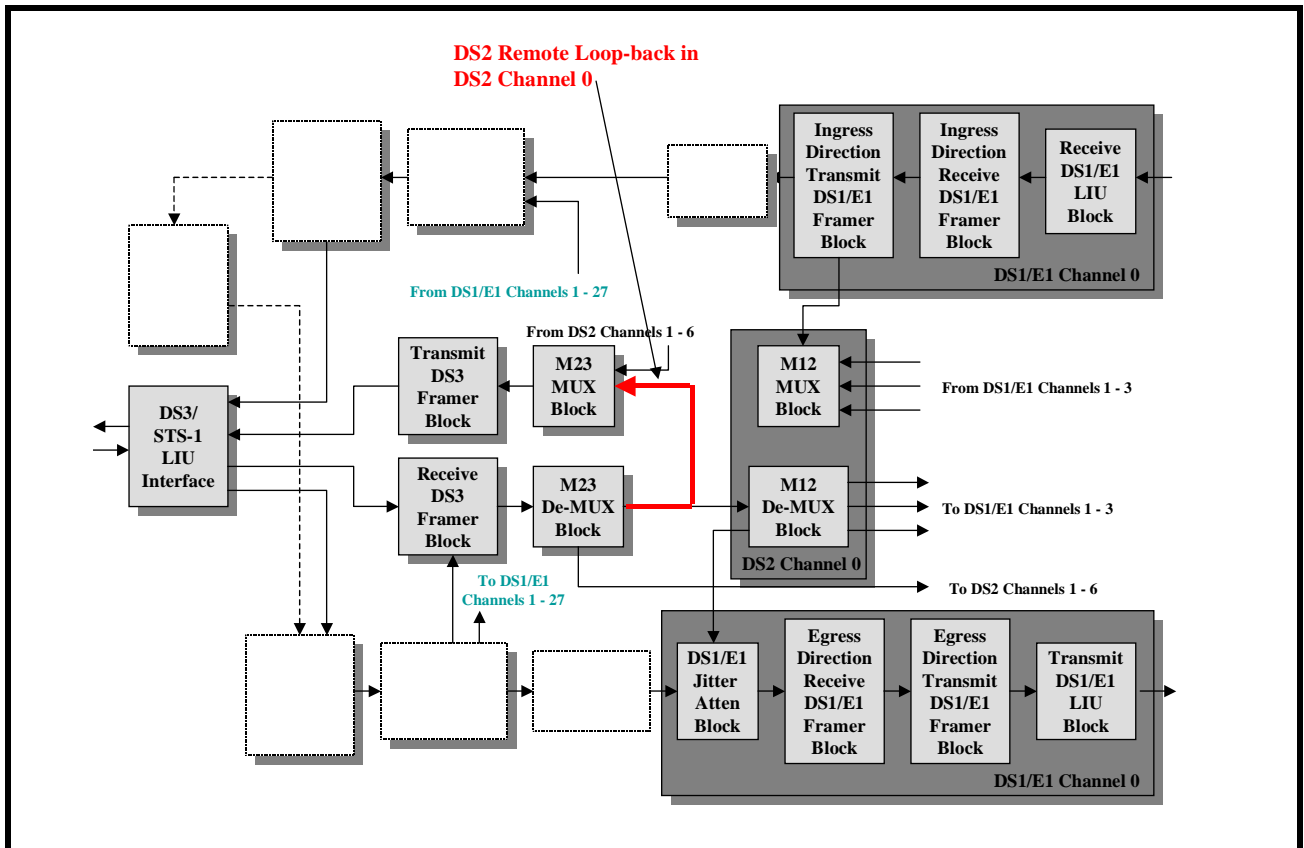 DS2 Remote Loop-back in
DS2 Channel 0
Ingress
Direction
Transmit
DS1/E1
Framer
Block
Ingress
Direction
Receive
DS1/E1
Framer
Block
Receive
DS1/E1
LIU
Block
DS1/E1 Channel 0
From DS1/E1 Channels 1 - 27
From DS2 Channels 1 - 6
Transmit
DS3
Framer
Block
M23
MUX
Block
M12
MUX
Block
From DS1/E1 Channels 1 - 3
DS3/
STS-1
LIU
Interface
Receive
DS3
Framer
Block
M23
De-MUX
Block
M12
De-MUX
Block
To DS1/E1 Channels 1 - 3
DS2 Channel 0
To DS1/E1
Channels 1 - 27
To DS2 Channels 1 - 6
DS1/E1
Jitter
Atten
Block
Egress
Direction
Receive
DS1/E1
Framer
Block
Egress
Direction
Transmit
DS1/E1
Framer
Block
Transmit
DS1/E1
LIU
Block
DS1/E1 Channel 0